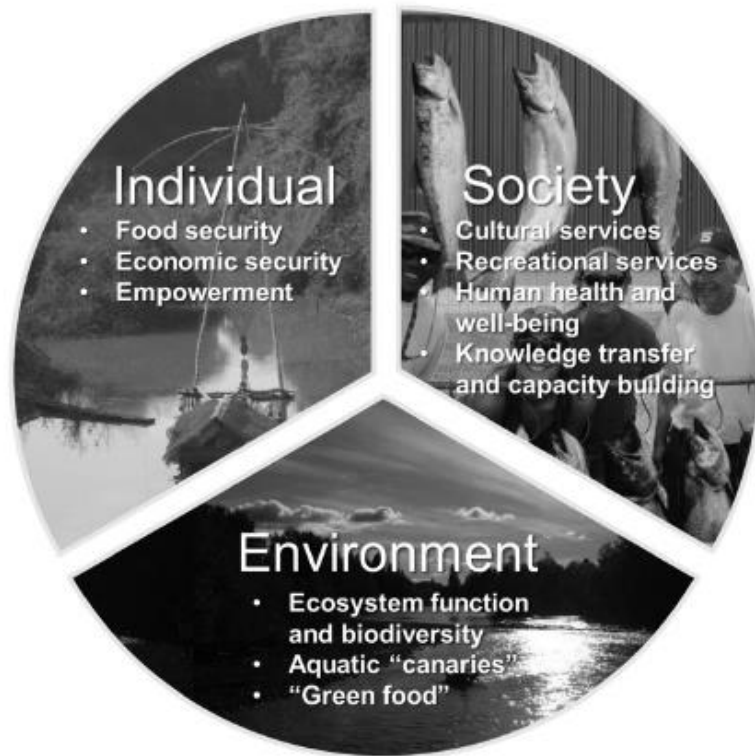 Individual
• Food security
• Economic security
• Empowerment
Society
• Cultural services
• Recreational services
• Human health and
well-being
• Knowledge transfer
and capacity building
Environment
• Ecosystem function
and biodiversity
• Aquatic “canaries”
• “Green food”